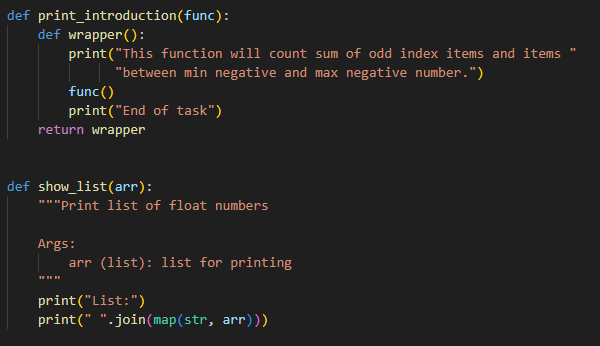 def print_introduction(func):
    def wrapper():
        print("This function will count sum of odd index items and items "
              "between min negative and max negative number.")
        func()
        print("End of task")
    return wrapper
def show_list(arr):
    """Print list of float numbers
    Args:
        arr (list): list for printing
    """
    print("List:")
    print(" ".join(map(str, arr)))